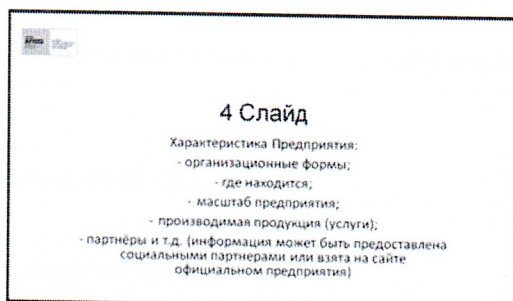 4 Слайд
Характеристика Предприятия:
- организационные формы;
- где находится;
- масштаб предприятия;
- производимая продукция (услуги);
- партнёры и т.д. (информация может быть предоставлена
социальными партнерами или взята на сайте
официальном предприятия)